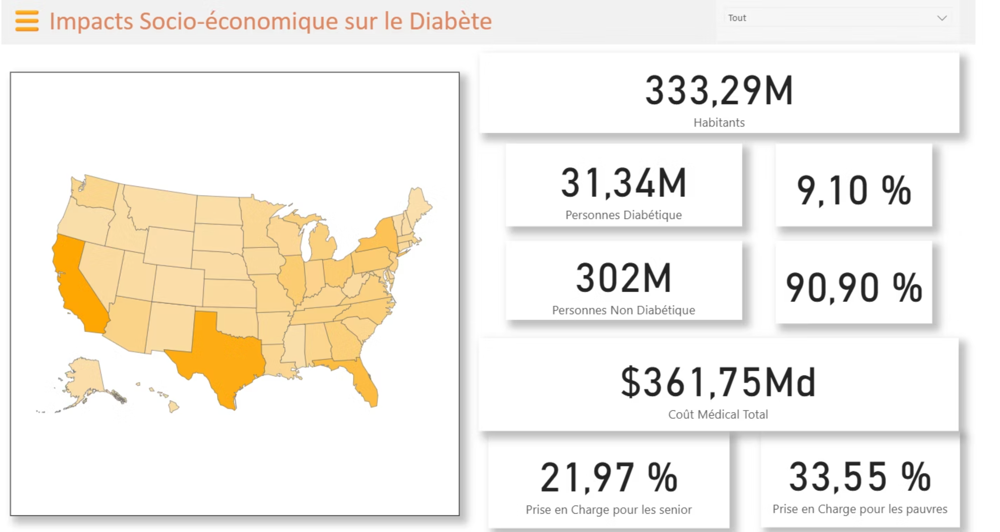 Impacts Socio-économique sur le Diabète
Tout
333,29M
Habitants
31,34M
Personnes Diabétique
9,10 %
302M
Personnes Non Diabétique
90,90 %
$361,75Md
Coût Médical Total
21,97 %
Prise en Charge pour les senior
33,55 %
Prise en Charge pour les pauvres